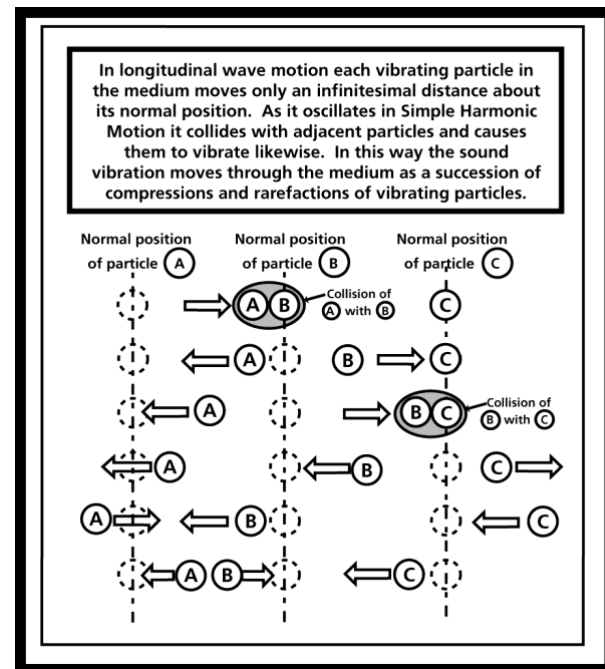 In longitudinal wave motion each vibrating particle in
the medium moves only an infinitesimal distance about
its normal position. As it oscillates in Simple Harmonic
Motion it collides with adjacent particles and causes
them to vibrate likewise. In this way the sound
vibration moves through the medium as a succession of
compressions and rarefactions of vibrating particles.
Normal position
of particle A
Normal position
of particle B
Normal position
of particle C
A B
Collision of
A with B
C
A B C
A
B C
Collision of
B with C
A B C
A B C
A B C